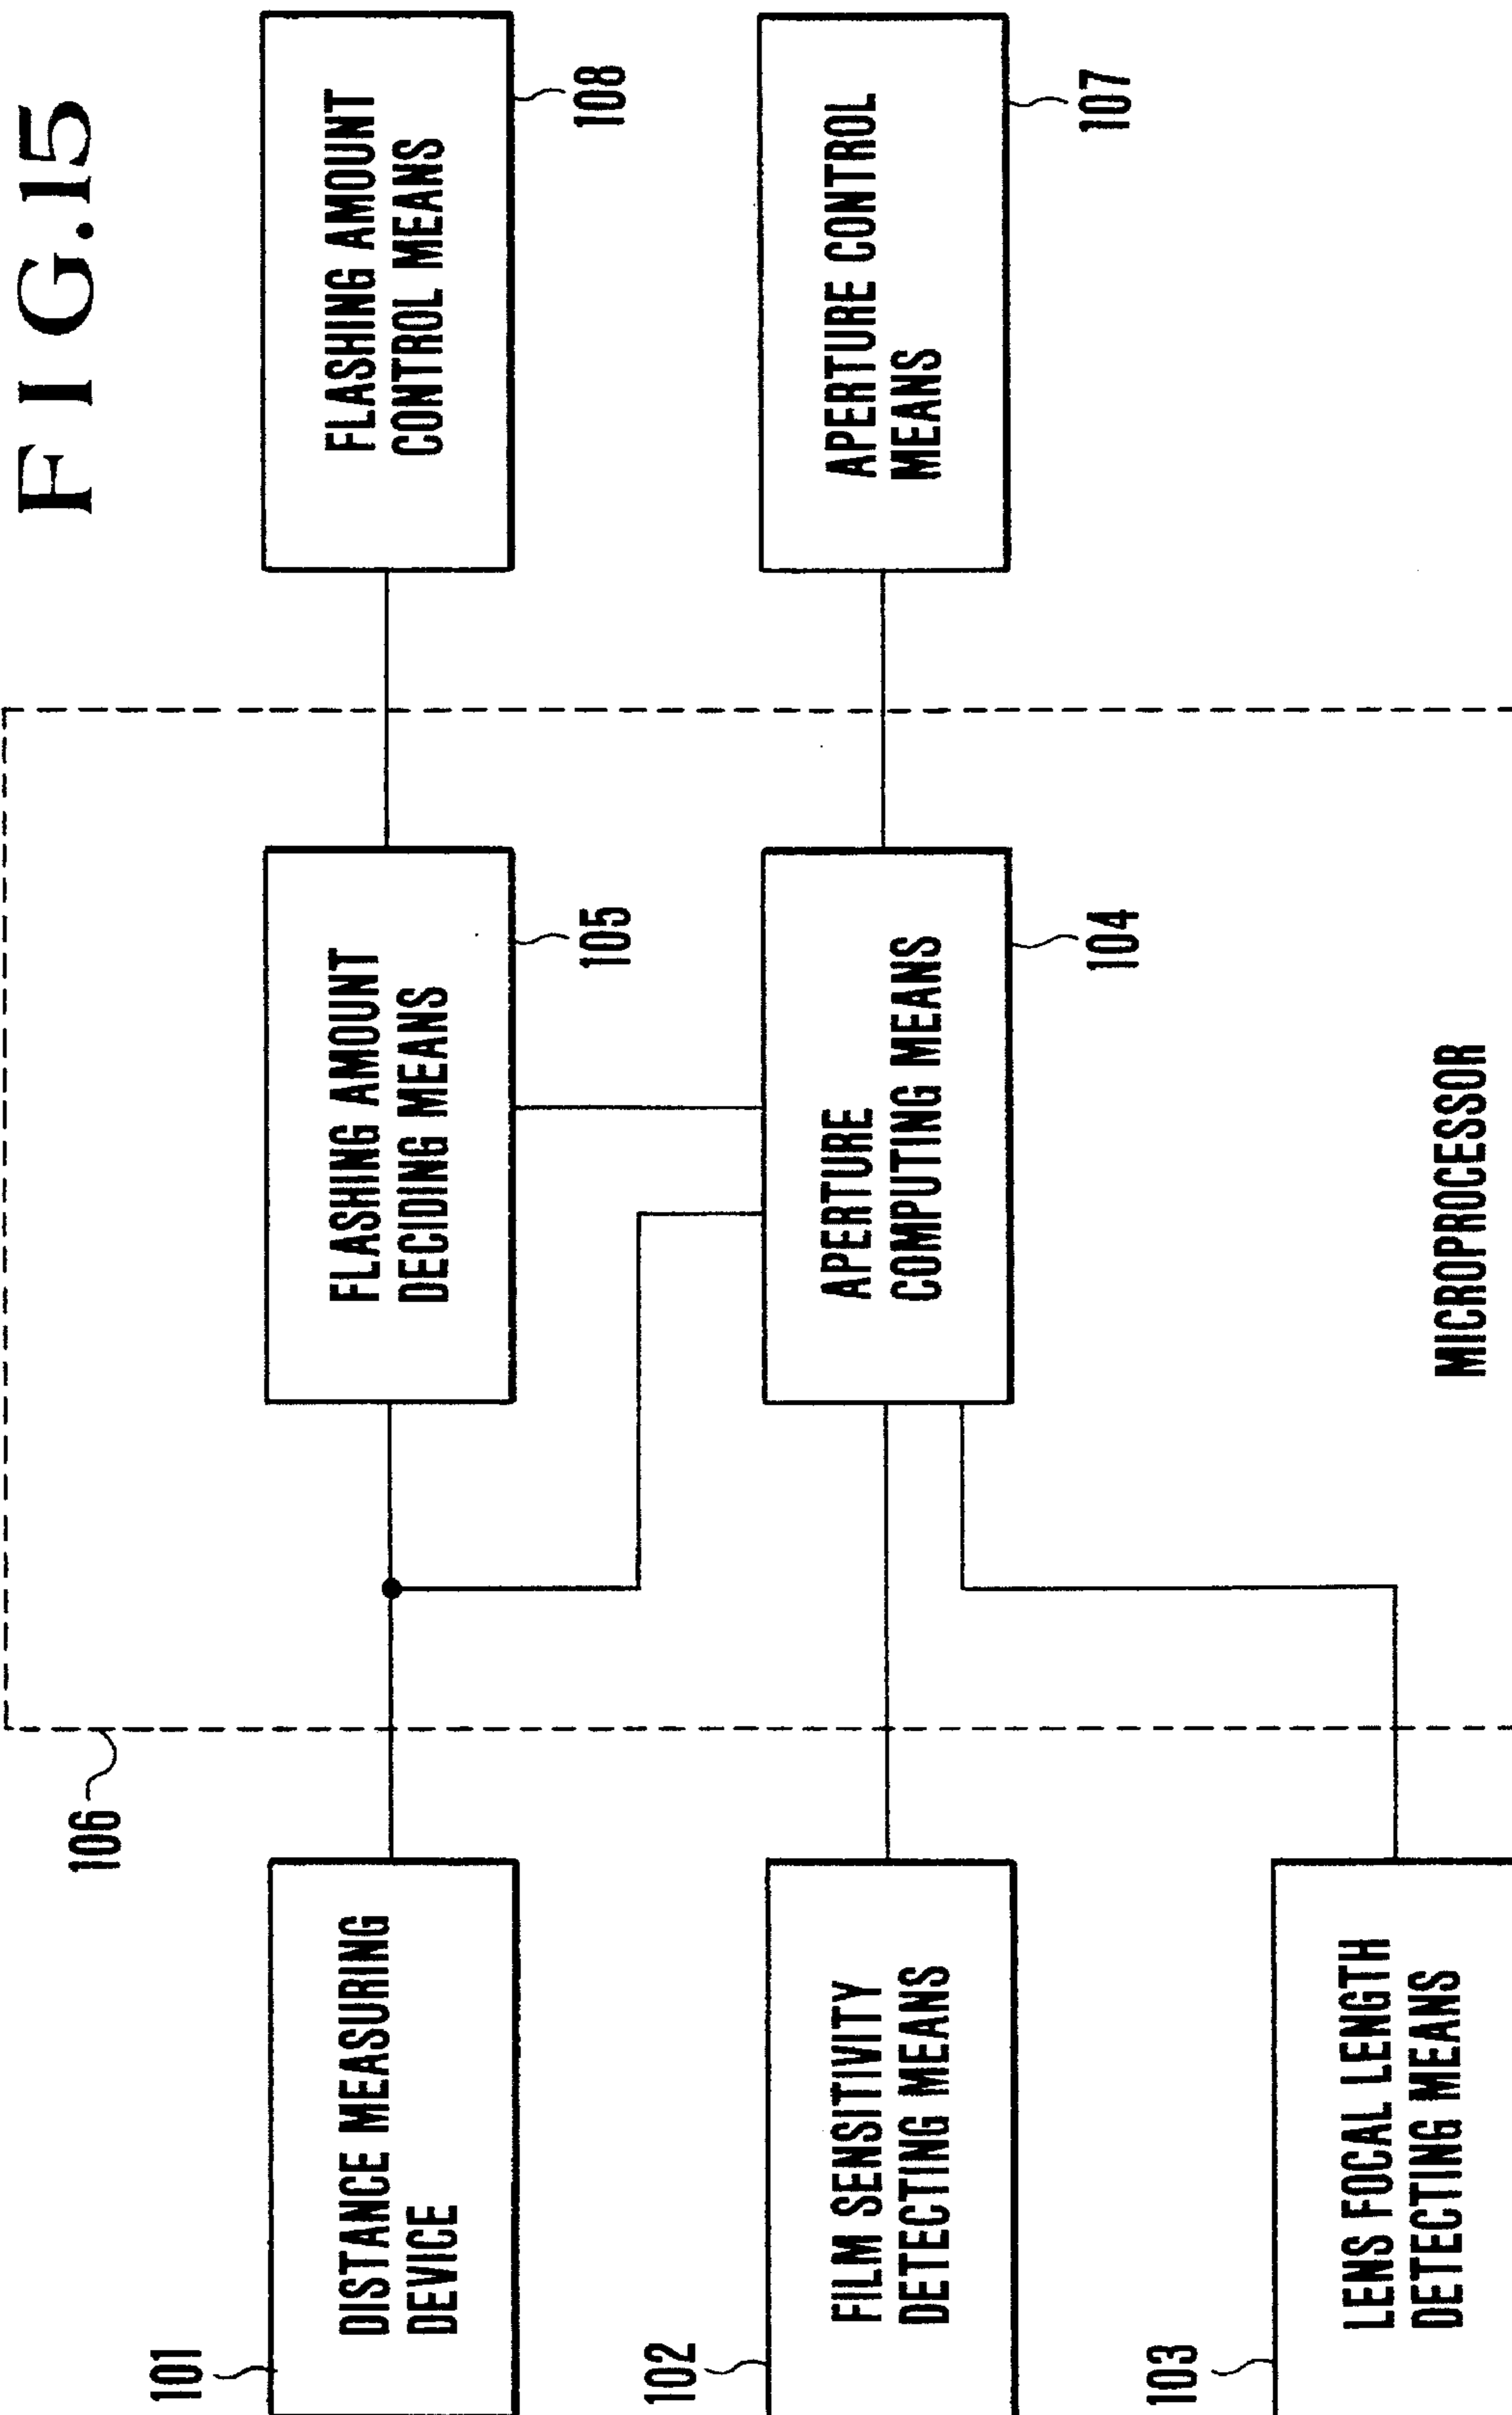 FIG.15
101
DISTANCE MEASURING
DEVICE
106
FLASHING AMOUNT
DECIDING MEANS
105
FLASHING AMOUNT
CONTROL MEANS
108
102
FILM SENSITIVITY
DETECTING MEANS
APERTURE
COMPUTING MEANS
104
APERTURE CONTROL
MEANS
107
103
LENS FOCAL LENGTH
DETECTING MEANS
MICROPROCESSOR